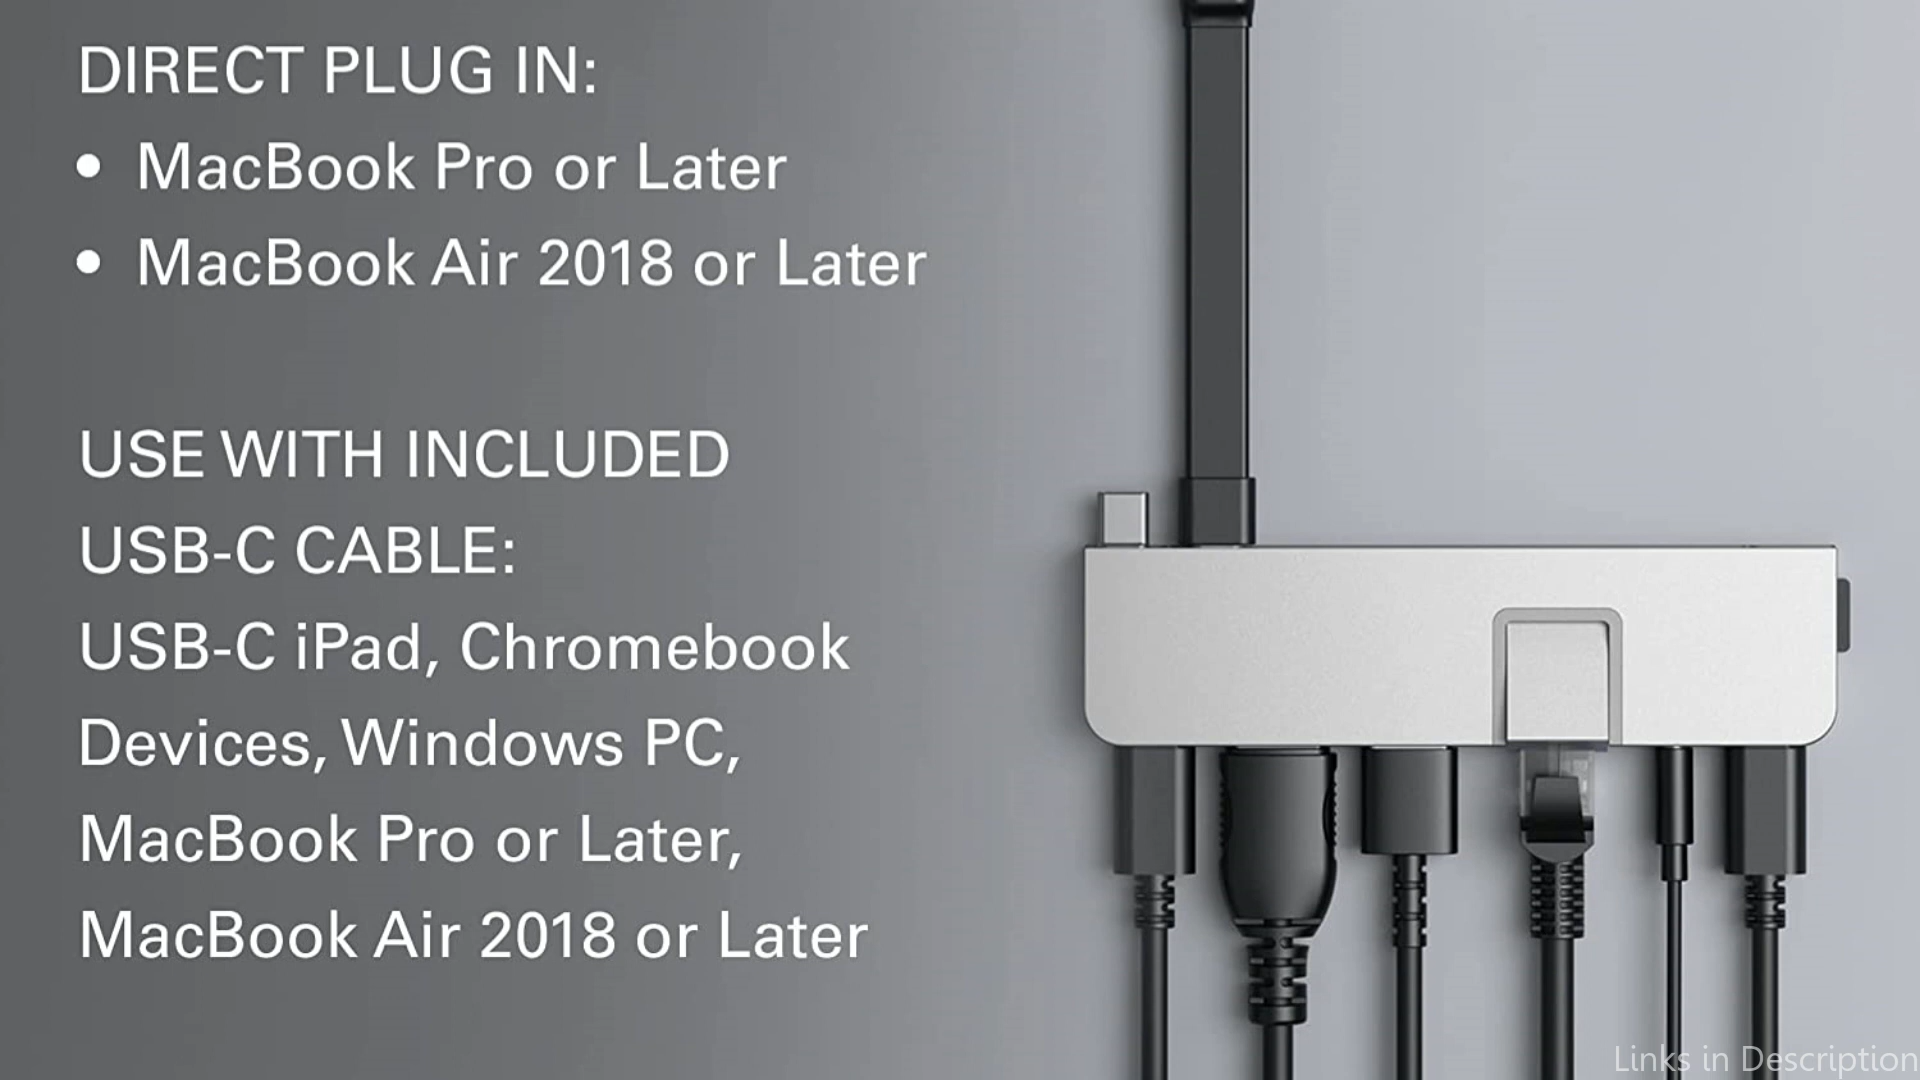 DIRECT PLUG IN:
• MacBook Pro or Later
• MacBook Air 2018 or Later
USE WITH INCLUDED
USB-C CABLE:
USB-C iPad, Chromebook
Devices, Windows PC,
MacBook Pro or Later,
MacBook Air 2018 or Later
Links in Description